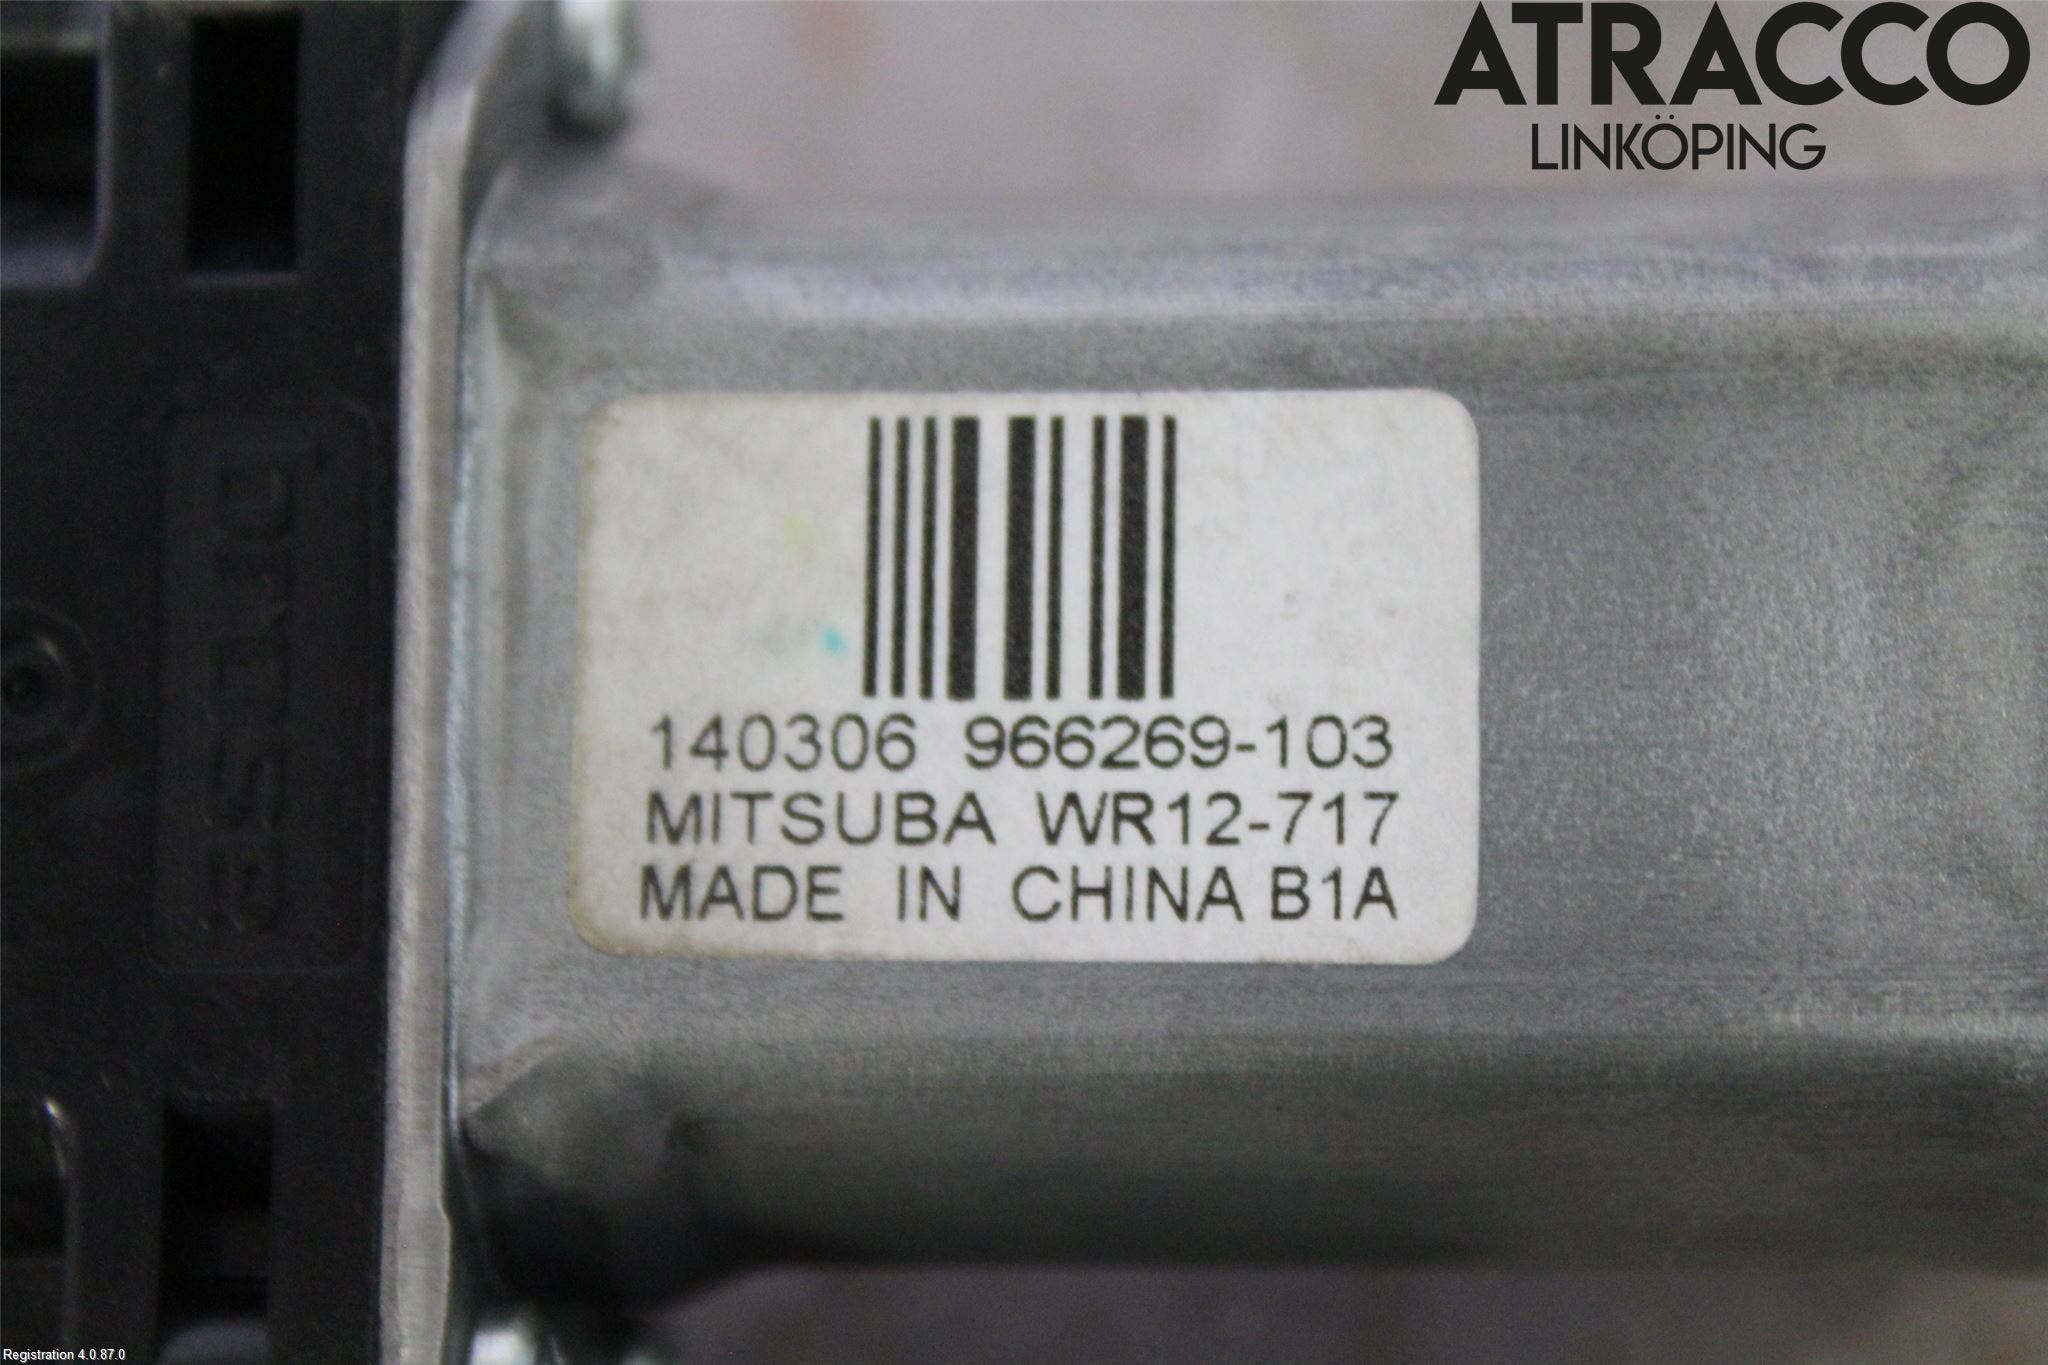 ATRACCO
LINKÖPING
140306 966269-103
MITSUBA WR12-717
MADE IN CHINA B1A
Registration 4.0.87.0